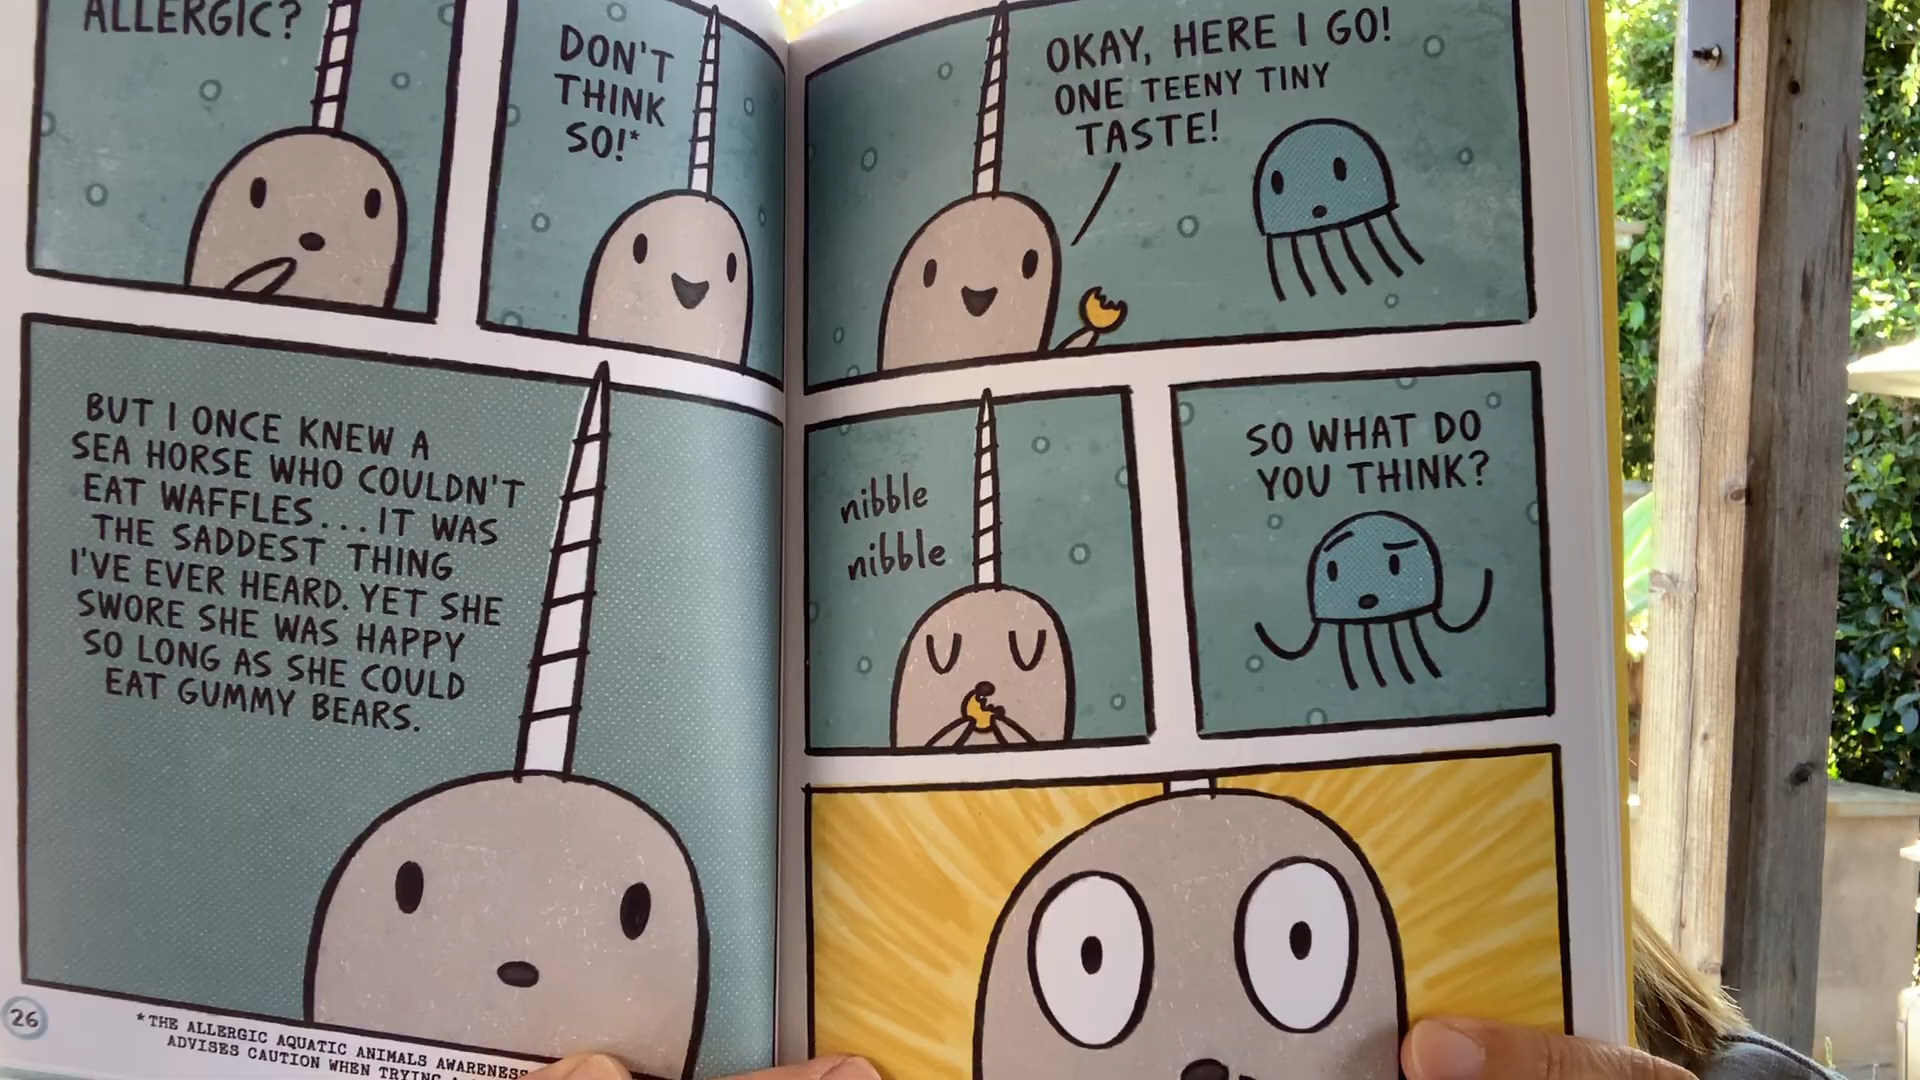 ALLERGIC?
DON'T
THINK
SO!*
BUT I ONCE KNEW A
SEA HORSE WHO COULDN'T
EAT WAFFLES...IT WAS
THE SADDEST THING
I'VE EVER HEARD. YET SHE
SWORE SHE WAS HAPPY
SO LONG AS SHE COULD
EAT GUMMY BEARS.
26
*THE ALLERGIC AQUATIC ANIMALS AWARENESS
ADVISES CAUTION WHEN TRYING
OKAY, HERE I GO!
ONE TEENY TINY
TASTE!
nibble
nibble
SO WHAT DO
YOU THINK?